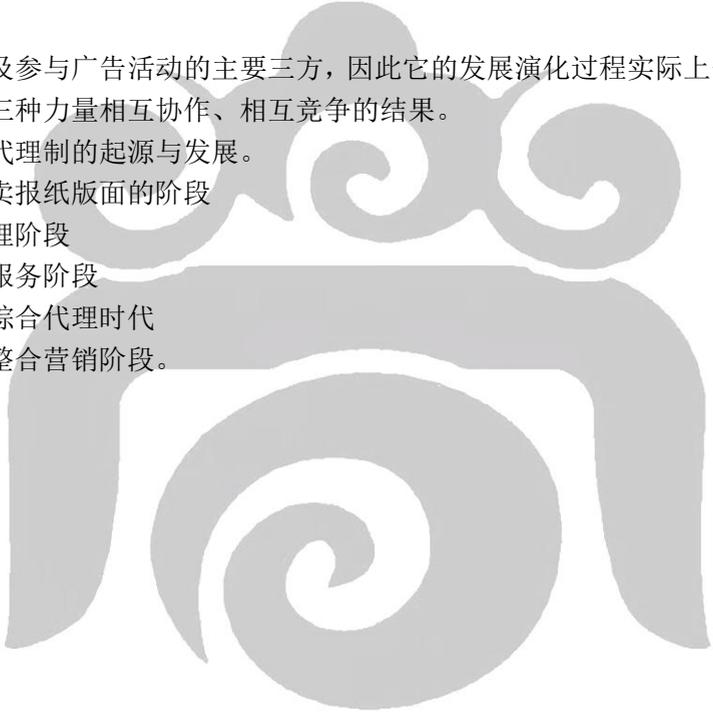 及参与广告活动的主要三方，因此它的发展演化过程实际上
三种力量相互协作、相互竞争的结果。
代理制的起源与发展。
卖报纸版面的阶段
理阶段
服务阶段
综合代理时代
整合营销阶段。